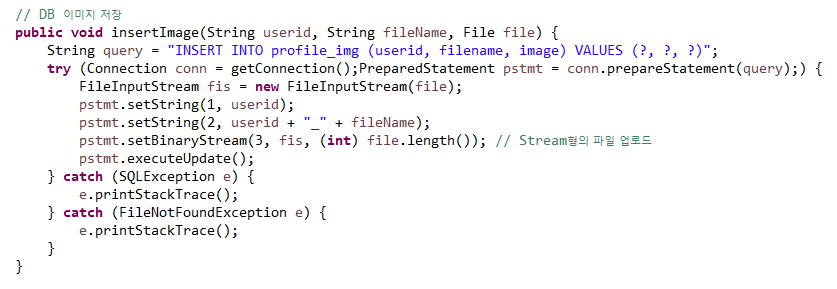 // DB 이미지 저장
public void insertImage(String userid, String fileName, File file) {
    String query = "INSERT INTO profile_img (userid, filename, image) VALUES (?, ?, ?)";
    try (Connection conn = getConnection();PreparedStatement pstmt = conn.prepareStatement(query);) {
        FileInputStream fis = new FileInputStream(file);
        pstmt.setString(1, userid);
        pstmt.setString(2, userid + "_" + fileName);
        pstmt.setBinaryStream(3, fis, (int) file.length()); // Stream형의 파일 업로드
        pstmt.executeUpdate();
    } catch (SQLException e) {
        e.printStackTrace();
    } catch (FileNotFoundException e) {
        e.printStackTrace();
    }
}